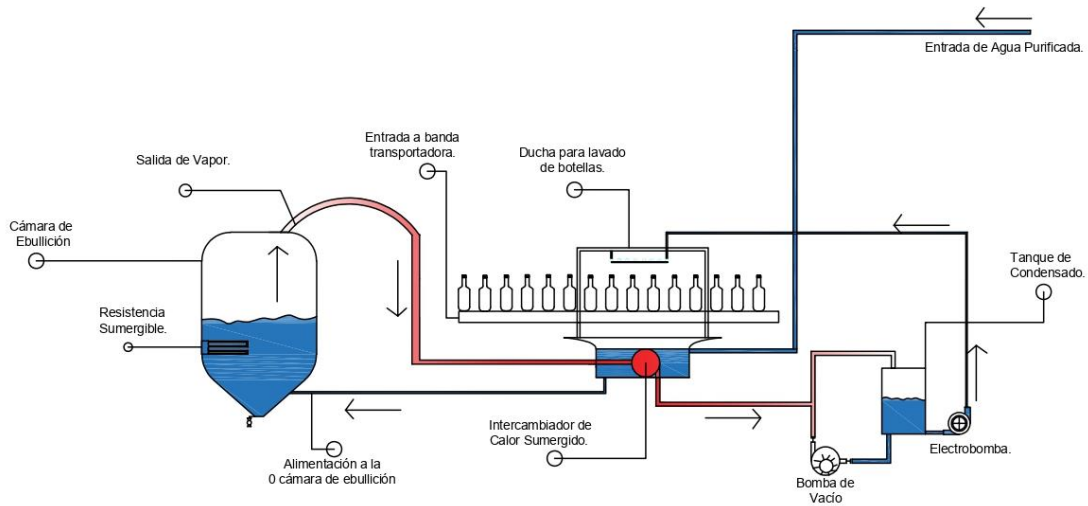 Entrada de Agua Purificada.
Entrada a banda
transportadora.
Ducha para lavado
de botellas.
Salida de Vapor.
Cámara de
Ebullición
Tanque de
Condensado.
Resistencia
Sumergible.
Intercambiador de
Calor Sumergido.
Electrobomba.
Alimentación a la
0 cámara de ebullición
Bomba de
Vacío